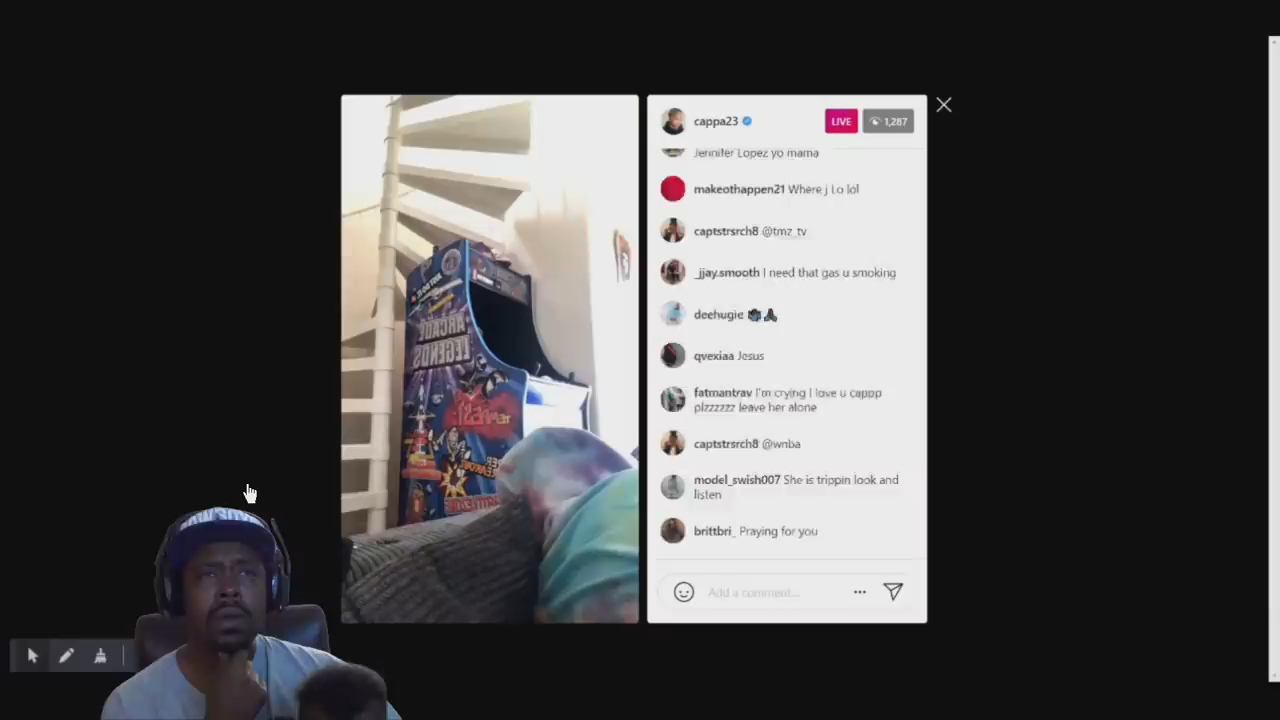 cappa23
LIVE
1,287
Jennifer Lopez yo mama
makeothappen21 Where j Lo lol
captstrsrch8 @tmz_tv
_jjay.smooth I need that gas u smoking
deehugie
qvexiaa Jesus
fatmantrav I'm crying I love u cappp
plzzzzzz leave her alone
captstrsrch8 @wnba
model_swish007 She is trippin look and
listen
brittbri_ Praying for you
Add a comment...
ARCADE
LEGENDS
TEMPEST